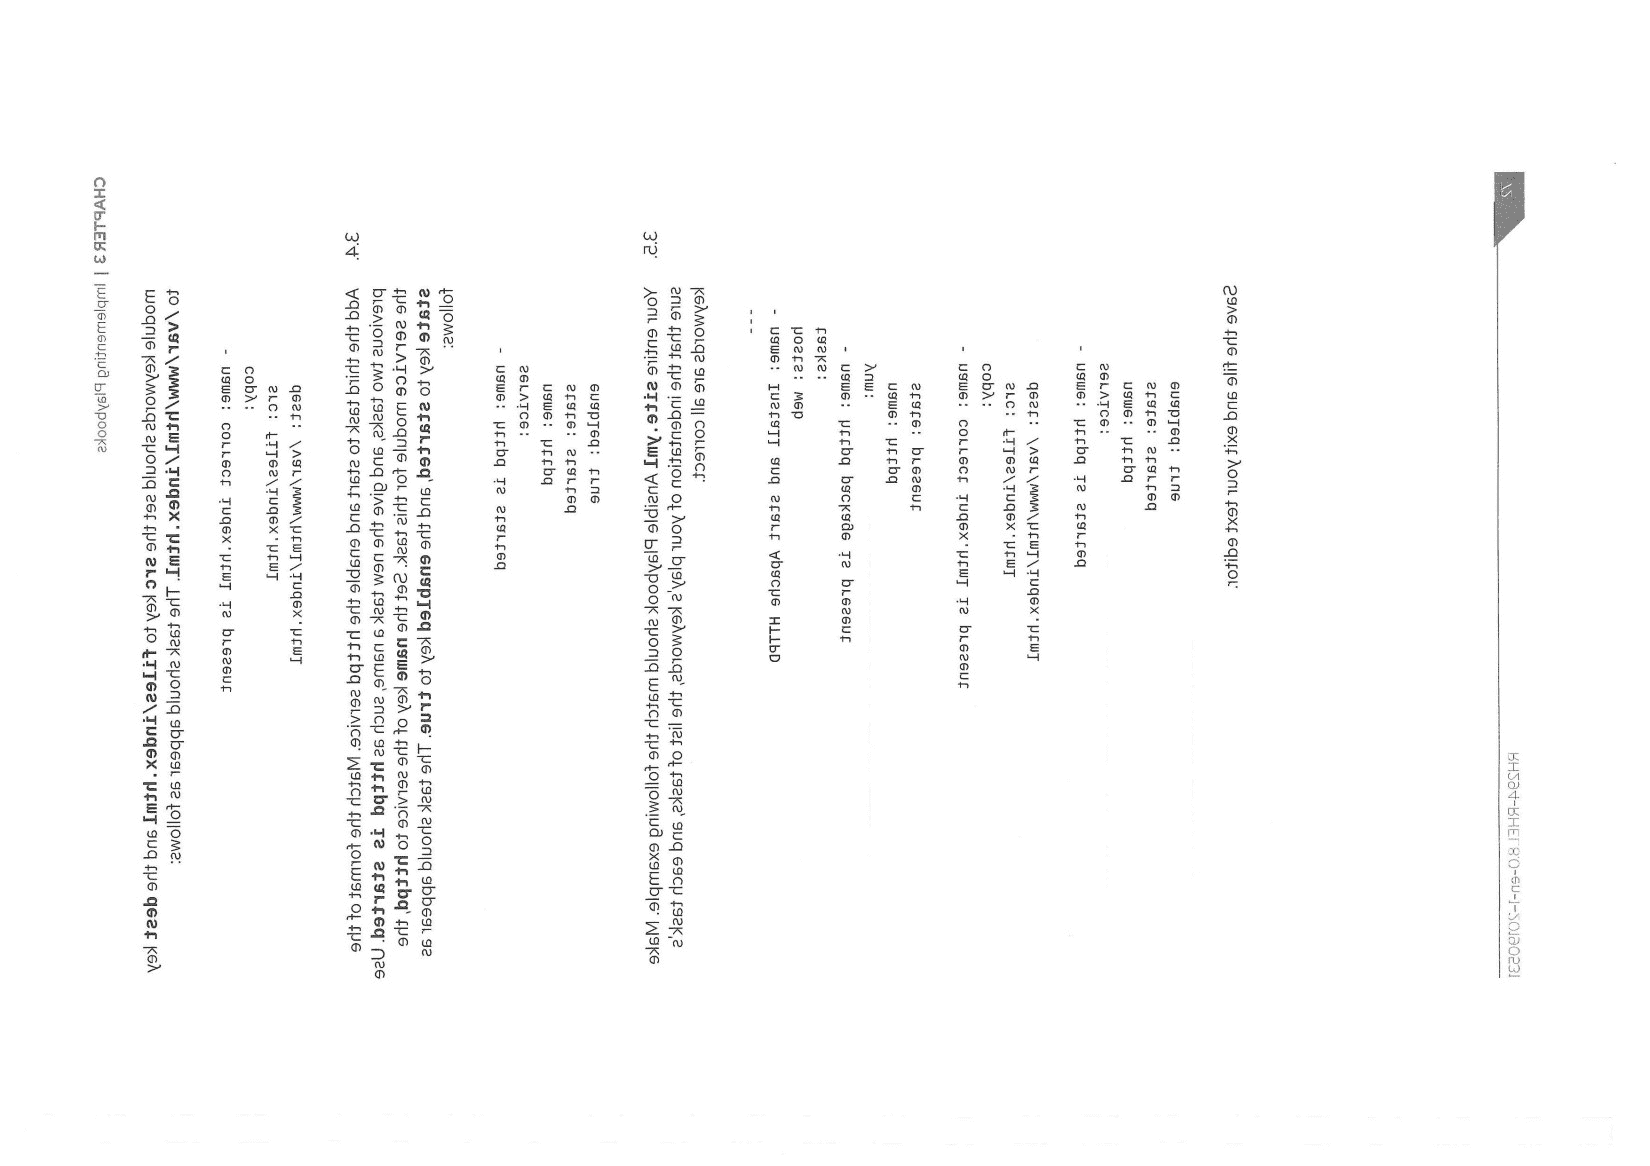 CHAPTER 3 | Implementing Playbooks
module keywords should set the src key to files/index.html and the dest key
to /var/www/html/index.html. The task should appear as follows:
- name: correct index.html is present
copy:
src: files/index.html
dest: /var/www/html/index.html
3.4. Add the third task to start and enable the httpd service. Match the format of the
previous two tasks, and give the new task a name, such as httpd is started. Use
the service module for this task. Set the name key of the service to httpd, the
state key to started, and the enabled key to true. The task should appear as
follows:
- name: httpd is started
service:
name: httpd
state: started
enabled: true
3.5. Your entire site.yml Ansible Playbook should match the following example. Make
sure that the indentation of your play's keywords, the list of tasks, and each task's
keywords are all correct.
---
- name: Install and start Apache HTTPD
hosts: web
tasks:
- name: httpd package is present
yum:
name: httpd
state: present
- name: correct index.html is present
copy:
src: files/index.html
dest: /var/www/html/index.html
- name: httpd is started
service:
name: httpd
state: started
enabled: true
Save the file and exit your text editor.
RH294-RHEL8.0-en-1-20190531